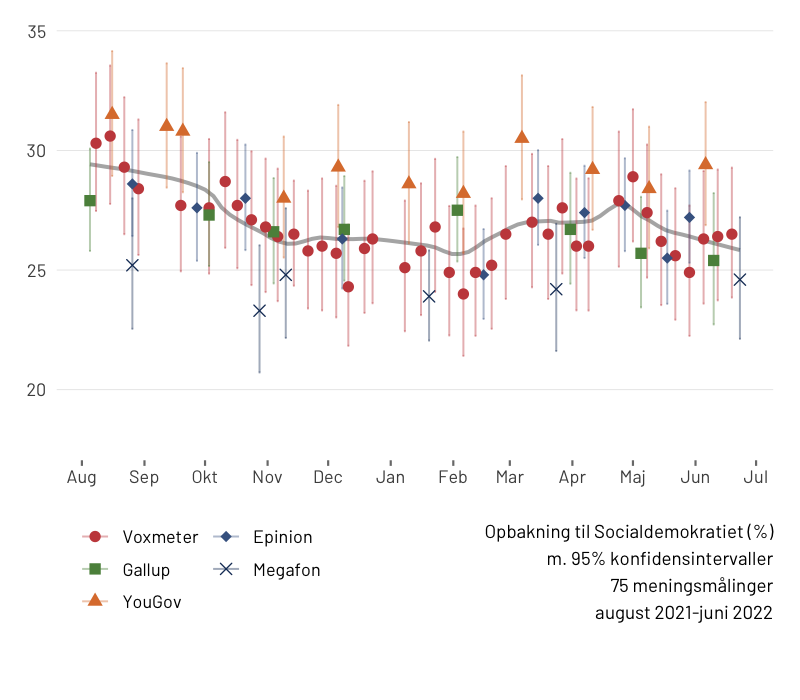 35
30
25
20
Aug Sep Okt Nov Dec Jan Feb Mar Apr Maj Jun Jul
Voxmeter Epinion
Gallup Megafon
YouGov
Opbakning til Socialdemokratiet (%)
m. 95% konfidensintervaller
75 meningsmålinger
august 2021-juni 2022